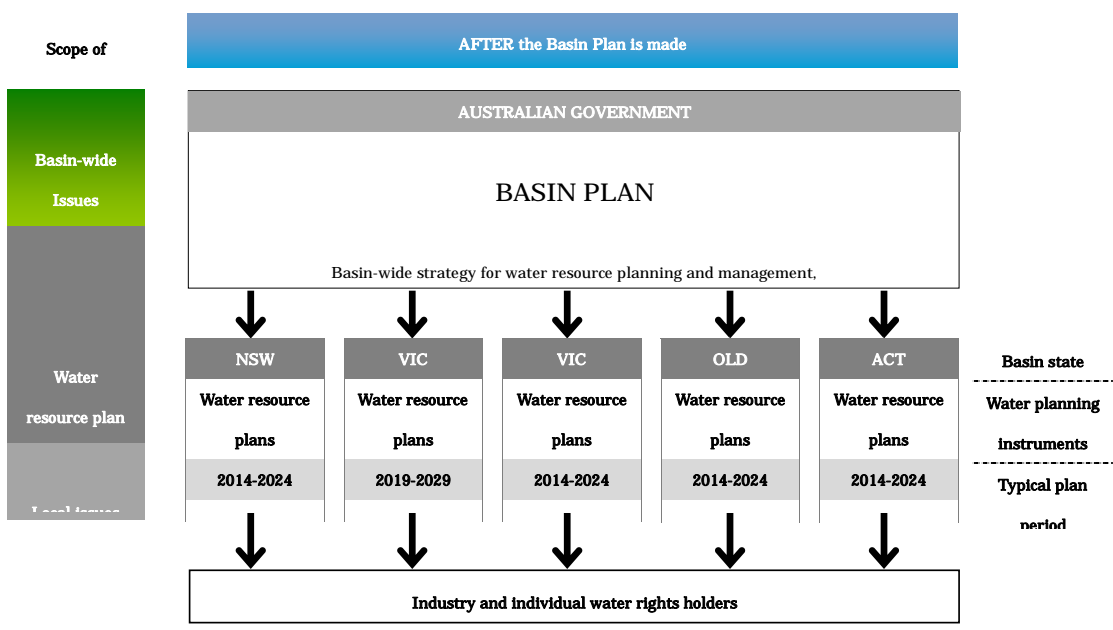 Scope of
AFTER the Basin Plan is made
AUSTRALIAN GOVERNMENT
Basin-wide
Issues
BASIN PLAN
Basin-wide strategy for water resource planning and management,
Water
resource plan
Local issues
NSW
VIC
VIC
OLD
ACT
Basin state
Water resource
plans
Water resource
plans
Water resource
plans
Water resource
plans
Water resource
plans
Water planning
instruments
2014-2024
2019-2029
2014-2024
2014-2024
2014-2024
Typical plan
period
Industry and individual water rights holders